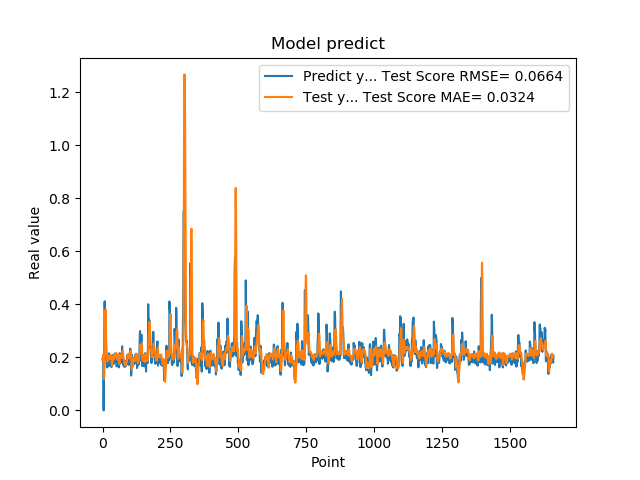 Model predict
Predict y... Test Score RMSE= 0.0664
Test y... Test Score MAE= 0.0324
Real value
1.2
1.0
0.8
0.6
0.4
0.2
0.0
0 250 500 750 1000 1250 1500
Point